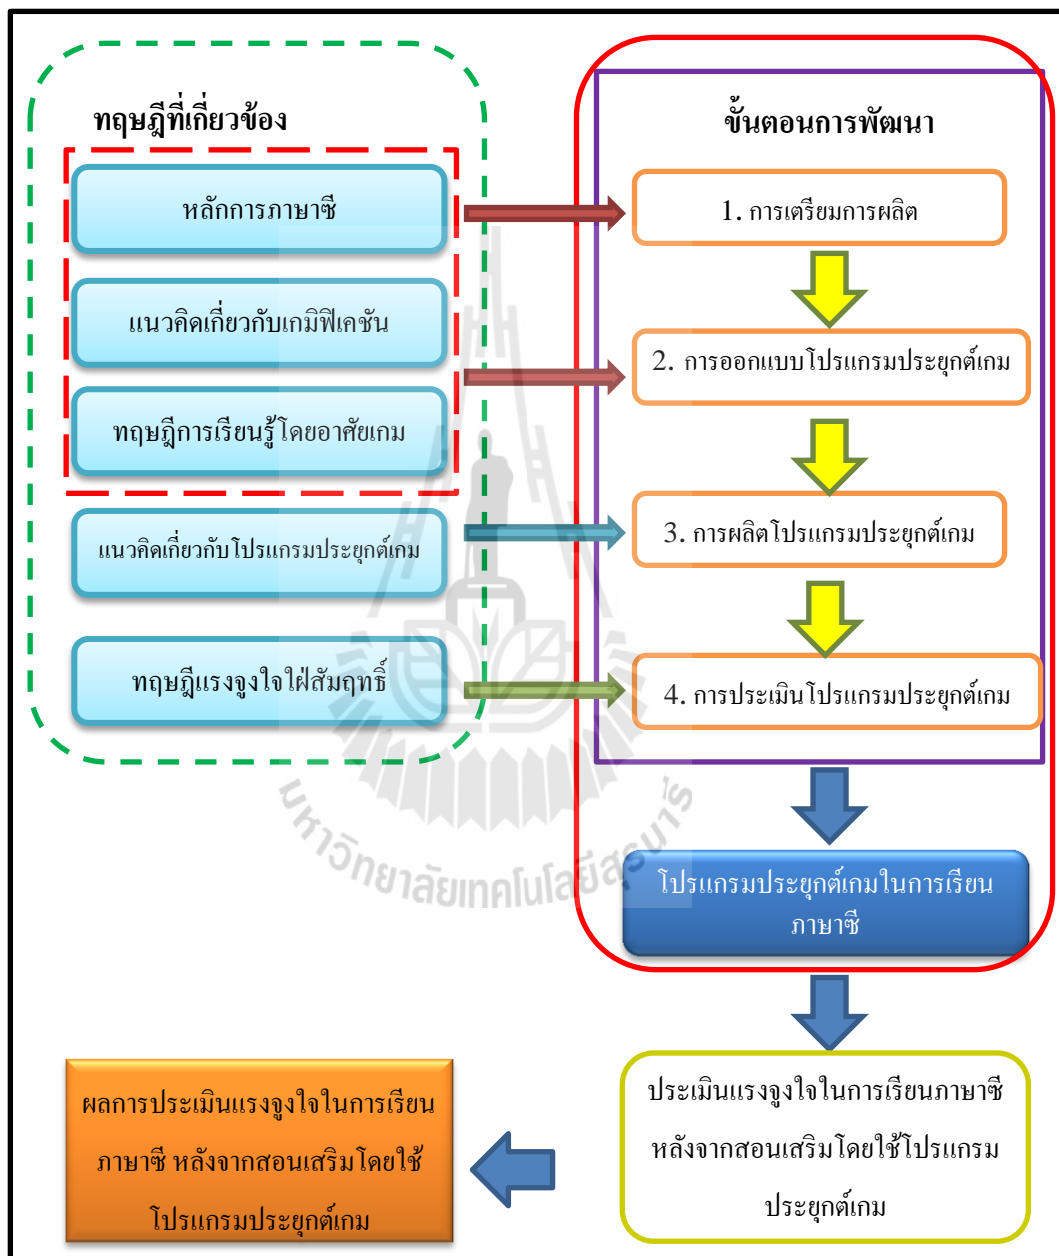 ทฤษฎีที่เกี่ยวข้อง
หลักการภาษาซี
แนวคิดเกี่ยวกับเกมิฟิเคชัน
ทฤษฎีการเรียนรู้โดยอาศัยเกม
แนวคิดเกี่ยวกับโปรแกรมประยุกต์เกม
ทฤษฎีแรงจูงใจใฝ่สัมฤทธิ์
ขั้นตอนการพัฒนา
1. การเตรียมการผลิต
2. การออกแบบโปรแกรมประยุกต์เกม
3. การผลิตโปรแกรมประยุกต์เกม
4. การประเมินโปรแกรมประยุกต์เกม
มหาวิทยาลัยเทคโนโลยีสุรนารี
โปรแกรมประยุกต์เกมในการเรียน
ภาษาซี
ประเมินแรงจูงใจในการเรียนภาษาซี
หลังจากสอนเสริมโดยใช้โปรแกรม
ประยุกต์เกม
ผลการประเมินแรงจูงใจในการเรียน
ภาษาซี หลังจากสอนเสริมโดยใช้
โปรแกรมประยุกต์เกม